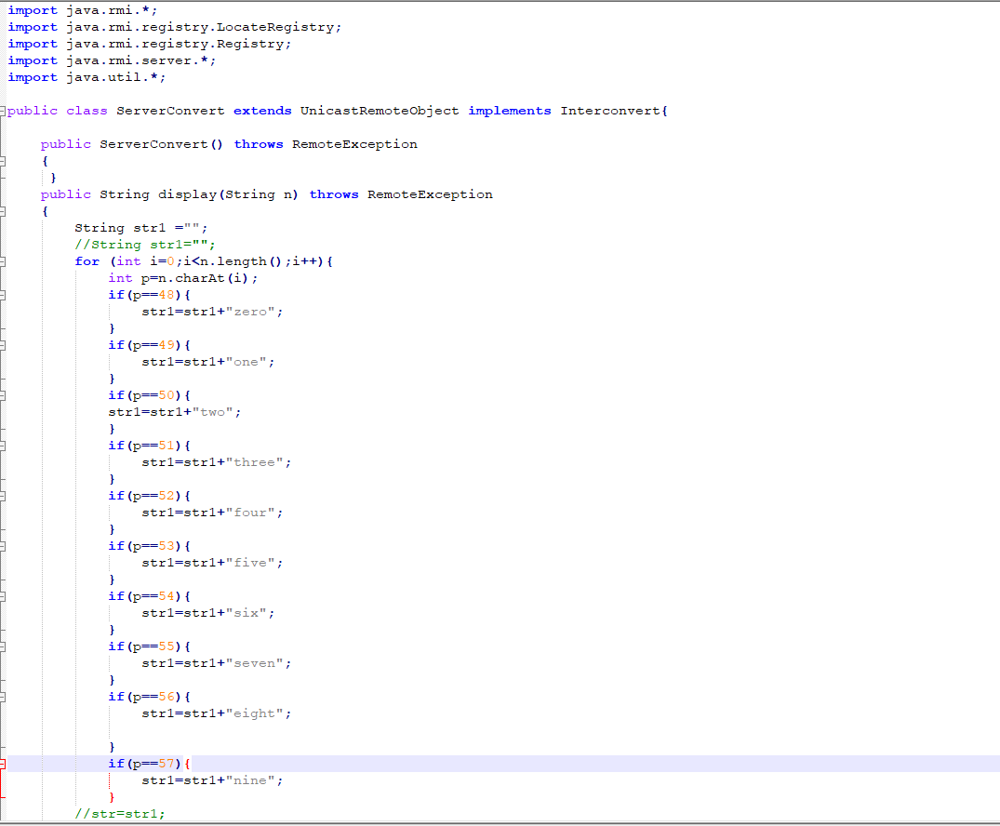 import java.rmi.*;
import java.rmi.registry.LocateRegistry;
import java.rmi.registry.Registry;
import java.rmi.server.*;
import java.util.*;

public class ServerConvert extends UnicastRemoteObject implements Interconvert{

    public ServerConvert() throws RemoteException
    {
     }
    public String display(String n) throws RemoteException
    {
        String str1 ="";
        //String str1="";
        for (int i=0;i<n.length();i++){
            int p=n.charAt(i);
            if(p==48){
                str1=str1+"zero";
            }
            if(p==49){
                str1=str1+"one";
            }
            if(p==50){
            str1=str1+"two";
            }
            if(p==51){
                str1=str1+"three";
            }
            if(p==52){
                str1=str1+"four";
            }
            if(p==53){
                str1=str1+"five";
            }
            if(p==54){
                str1=str1+"six";
            }
            if(p==55){
                str1=str1+"seven";
            }
            if(p==56){
                str1=str1+"eight";

            }
            if(p==57){
                str1=str1+"nine";
            }
        //str=str1;